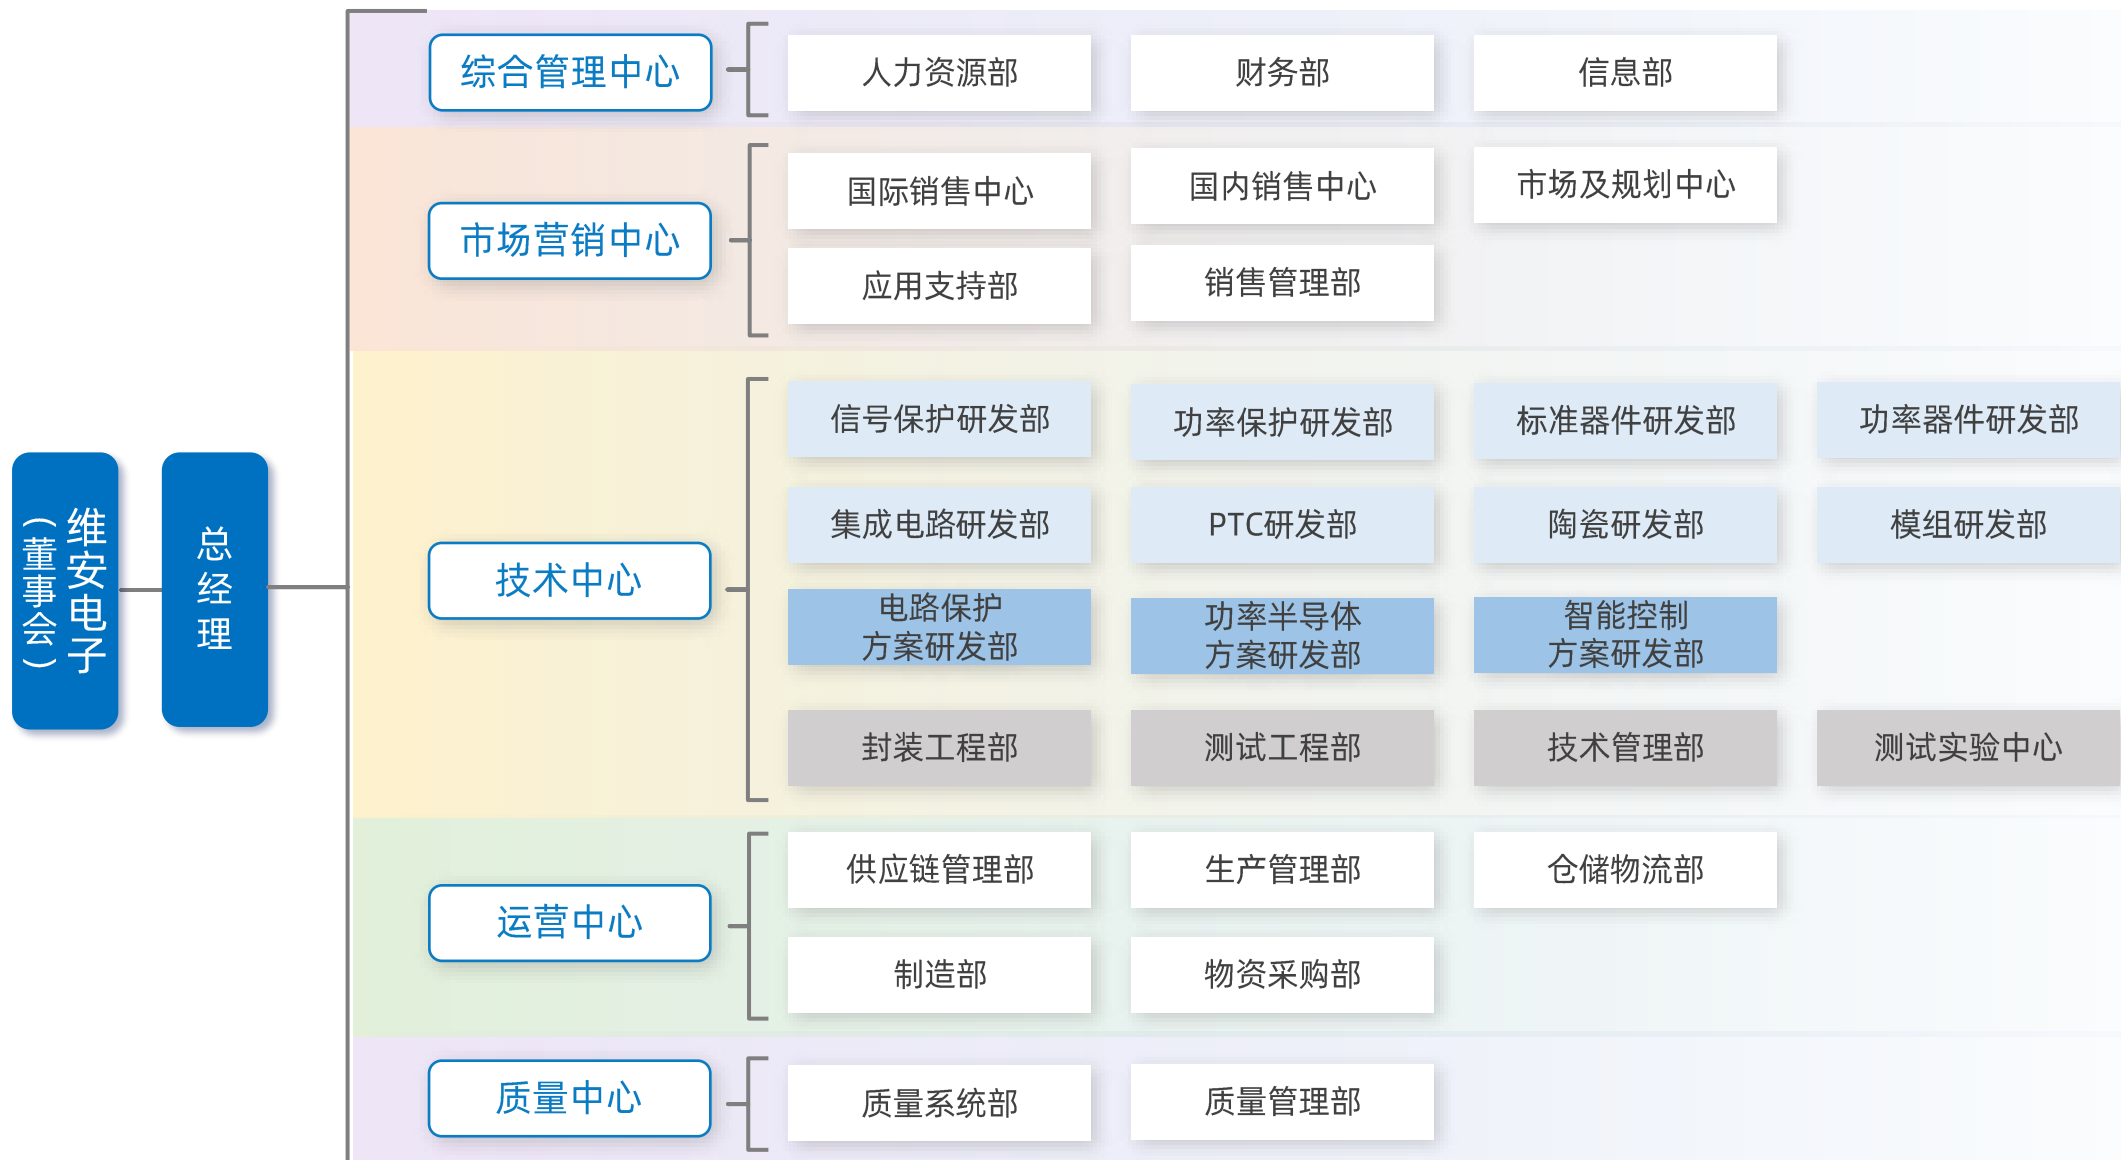 维安电子
（董事会）
总经理
综合管理中心
人力资源部
财务部
信息部
市场营销中心
国际销售中心
国内销售中心
市场及规划中心
应用支持部
销售管理部
技术中心
信号保护研发部
功率保护研发部
标准器件研发部
功率器件研发部
集成电路研发部
PTC研发部
陶瓷研发部
模组研发部
电路保护
方案研发部
功率半导体
方案研发部
智能控制
方案研发部
封装工程部
测试工程部
技术管理部
测试实验中心
运营中心
供应链管理部
生产管理部
仓储物流部
制造部
物资采购部
质量中心
质量系统部
质量管理部